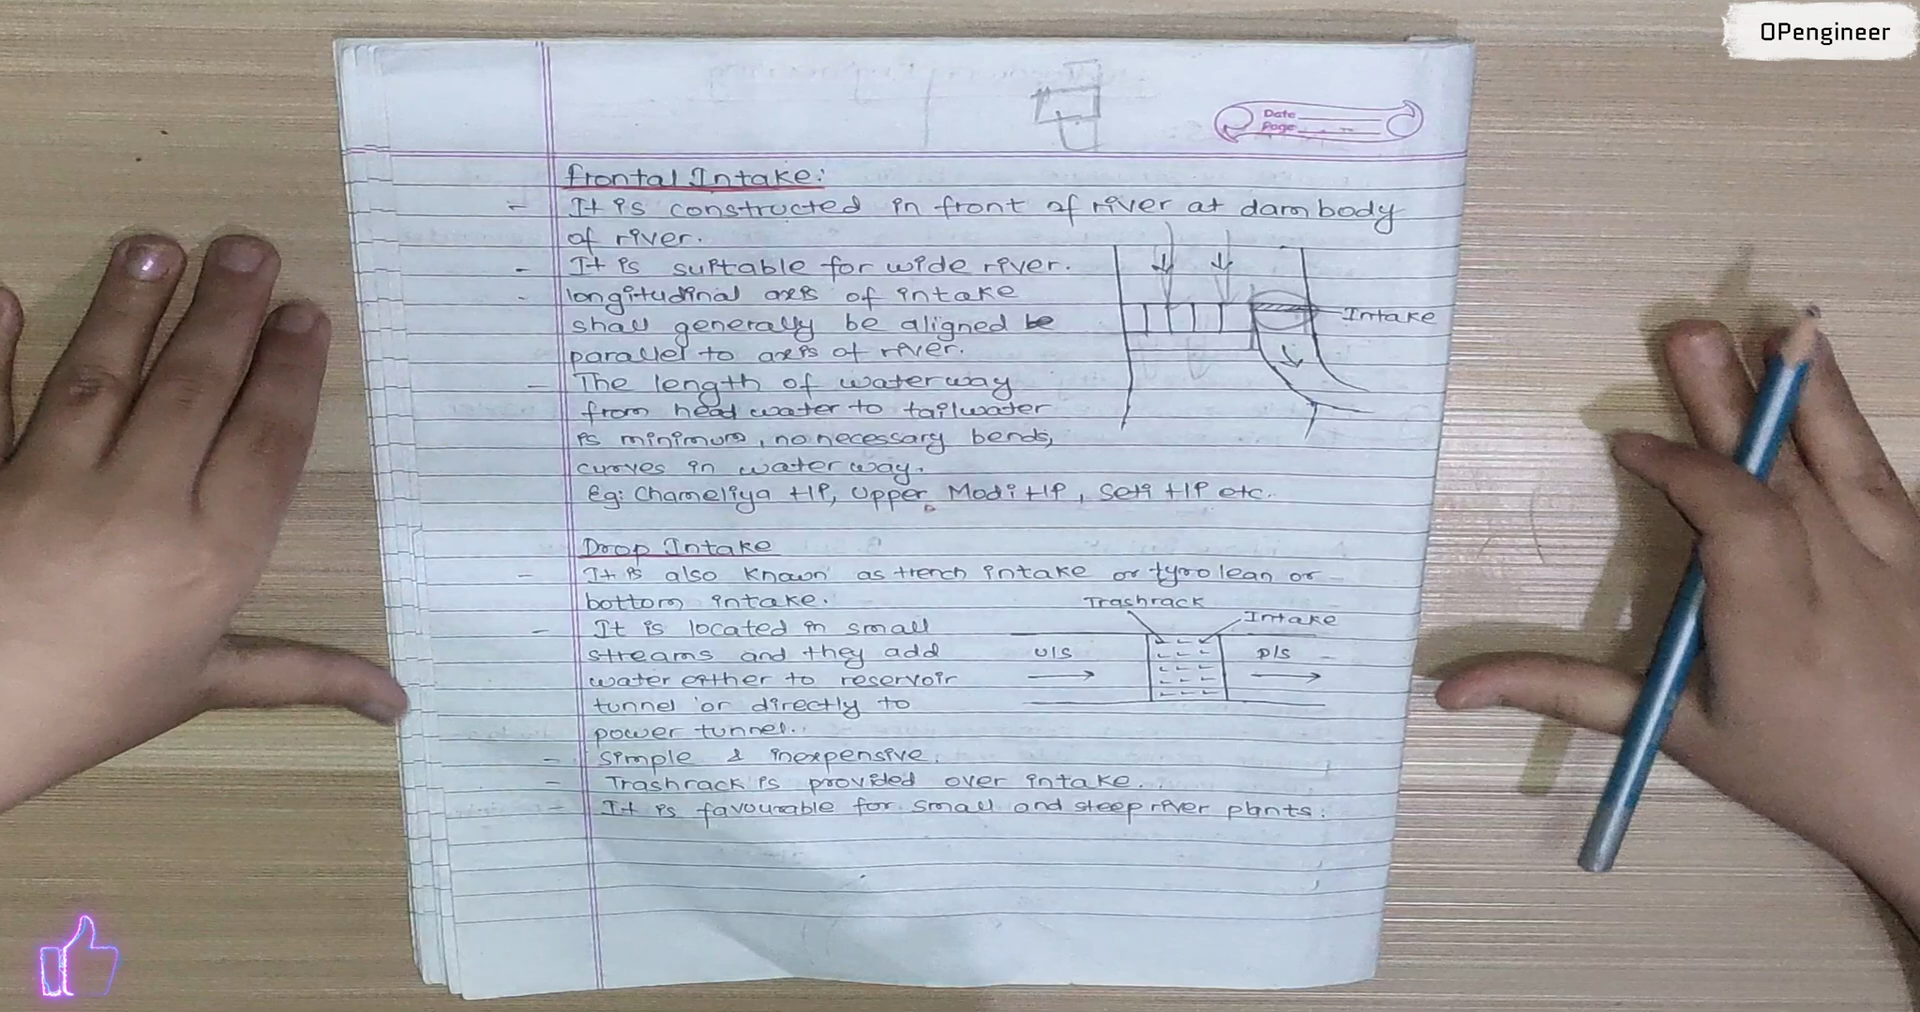 OPengineer
Date
Page
frontal Intake:
- It is constructed in front of river at dam body
of river.
- It is suitable for wide river.
- longitudinal axis of intake
shall generally be aligned be
parallel to axis of river.
Intake
- The length of waterway
from head water to tailwater
is minimum, no necessary bends,
curves in water way.
Eg: Chameliya HP, Upper Modi HP, Seti HP etc.
Drop Intake
- It is also known as trench intake or tyrolean or
bottom intake.
Trashrack
Intake
- It is located in small
streams and they add
U/S
D/S
water either to reservoir
tunnel or directly to
power tunnel.
- simple & inexpensive.
- Trashrack is provided over intake.
- It is favourable for small and steep river plants.